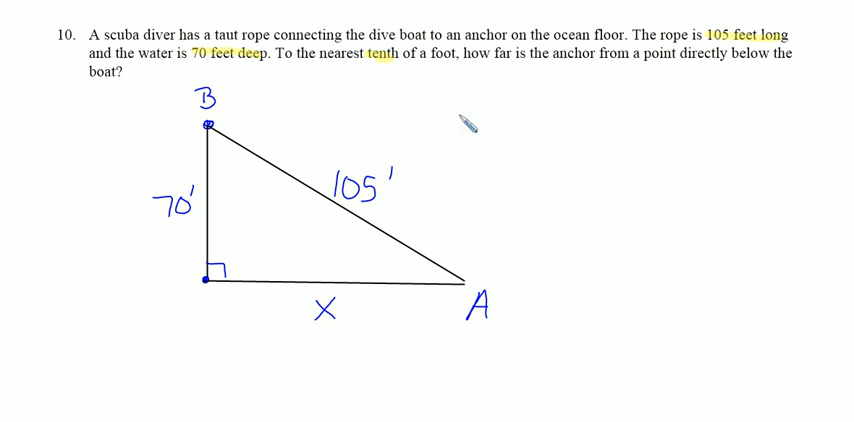 10. A scuba diver has a taut rope connecting the dive boat to an anchor on the ocean floor. The rope is 105 feet long
and the water is 70 feet deep. To the nearest tenth of a foot, how far is the anchor from a point directly below the
boat?
B
105'
70'
X
A